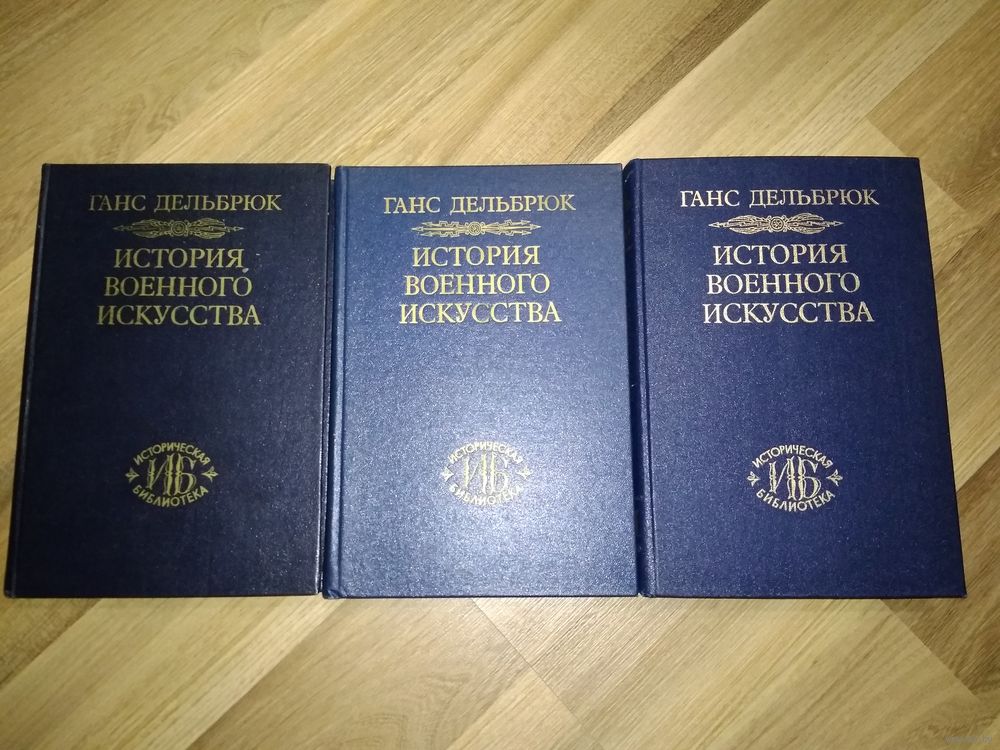 ГАНС ДЕЛЬБРЮК
ИСТОРИЯ
ВОЕННОГО
ИСКУССТВА
ИСТОРИЧЕСКАЯ
ИБ
БИБЛИОТЕКА
ГАНС ДЕЛЬБРЮК
ИСТОРИЯ
ВОЕННОГО
ИСКУССТВА
ИСТОРИЧЕСКАЯ
ИБ
БИБЛИОТЕКА
ГАНС ДЕЛЬБРЮК
ИСТОРИЯ
ВОЕННОГО
ИСКУССТВА
ИСТОРИЧЕСКАЯ
ИБ
БИБЛИОТЕКА